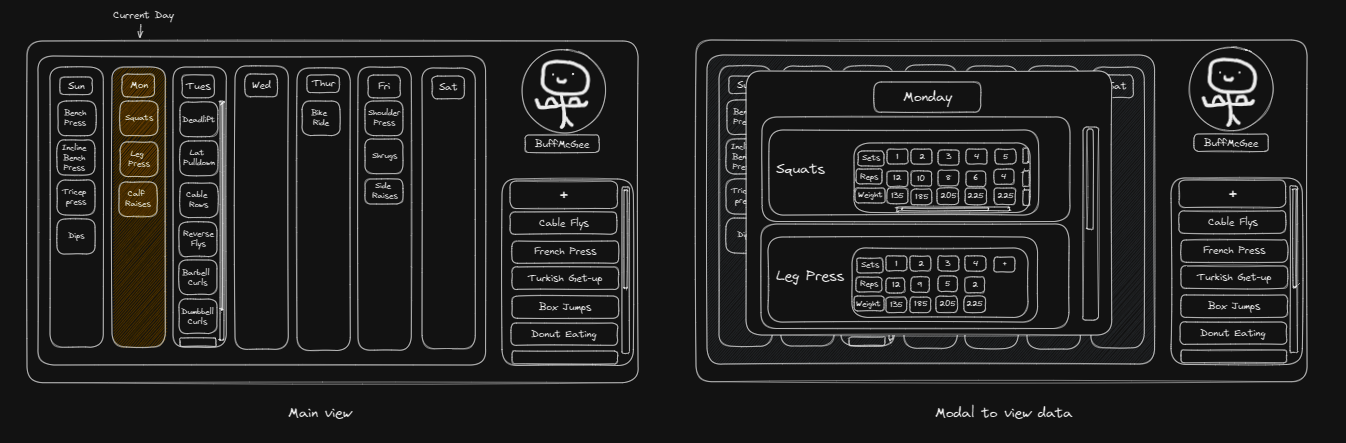 Current Day
Sun
Bench
Press
Incline
Bench
Press
Tricep
press
Dips
Mon
Squats
Leg
Press
Calf
Raises
Tues
Deadlift
Lat
Pulldown
Cable
Rows
Reverse
Flys
Barbell
Curls
Dumbbell
Curls
Wed
Thur
Bike
Ride
Fri
Shoulder
Press
Shrugs
Side
Raises
Sat
BuffMcGee
+
Cable Flys
French Press
Turkish Get-up
Box Jumps
Donut Eating
Main view
Su
Be
Pre
Incl
Ben
Pre
Tric
pre
Di
Monday
Squats
Sets 1 2 3 4 5
Reps 12 10 8 6 4
Weight 135 185 205 225 225
Leg Press
Sets 1 2 3 4 +
Reps 12 9 5 2
Weight 135 185 205 225
at
BuffMcGee
+
Cable Flys
French Press
Turkish Get-up
Box Jumps
Donut Eating
Modal to view data